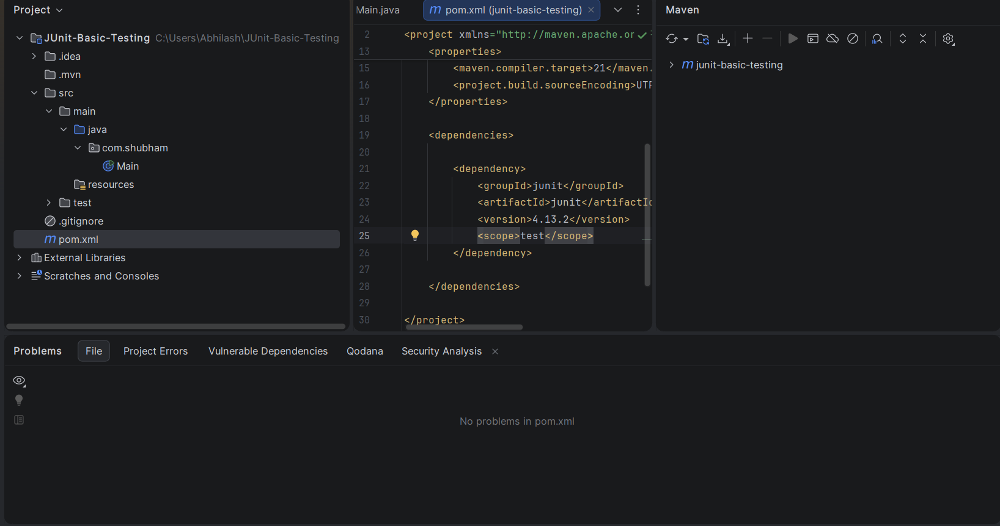 Project
JUnit-Basic-Testing C:\Users\Abhilash\JUnit-Basic-Testing
.idea
.mvn
src
main
java
com.shubham
Main
resources
test
.gitignore
m pom.xml
External Libraries
Scratches and Consoles
Main.java
m pom.xml (junit-basic-testing)
2 <project xmlns="http://maven.apache.or
13 <properties>
15 <maven.compiler.target>21</maven.
16 <project.build.sourceEncoding>UTF
17 </properties>
18
19 <dependencies>
20
21 <dependency>
22 <groupId>junit</groupId>
23 <artifactId>junit</artifactId
24 <version>4.13.2</version>
25 <scope>test</scope>
26 </dependency>
27
28 </dependencies>
29
30 </project>
Maven
m junit-basic-testing
Problems File Project Errors Vulnerable Dependencies Qodana Security Analysis
No problems in pom.xml